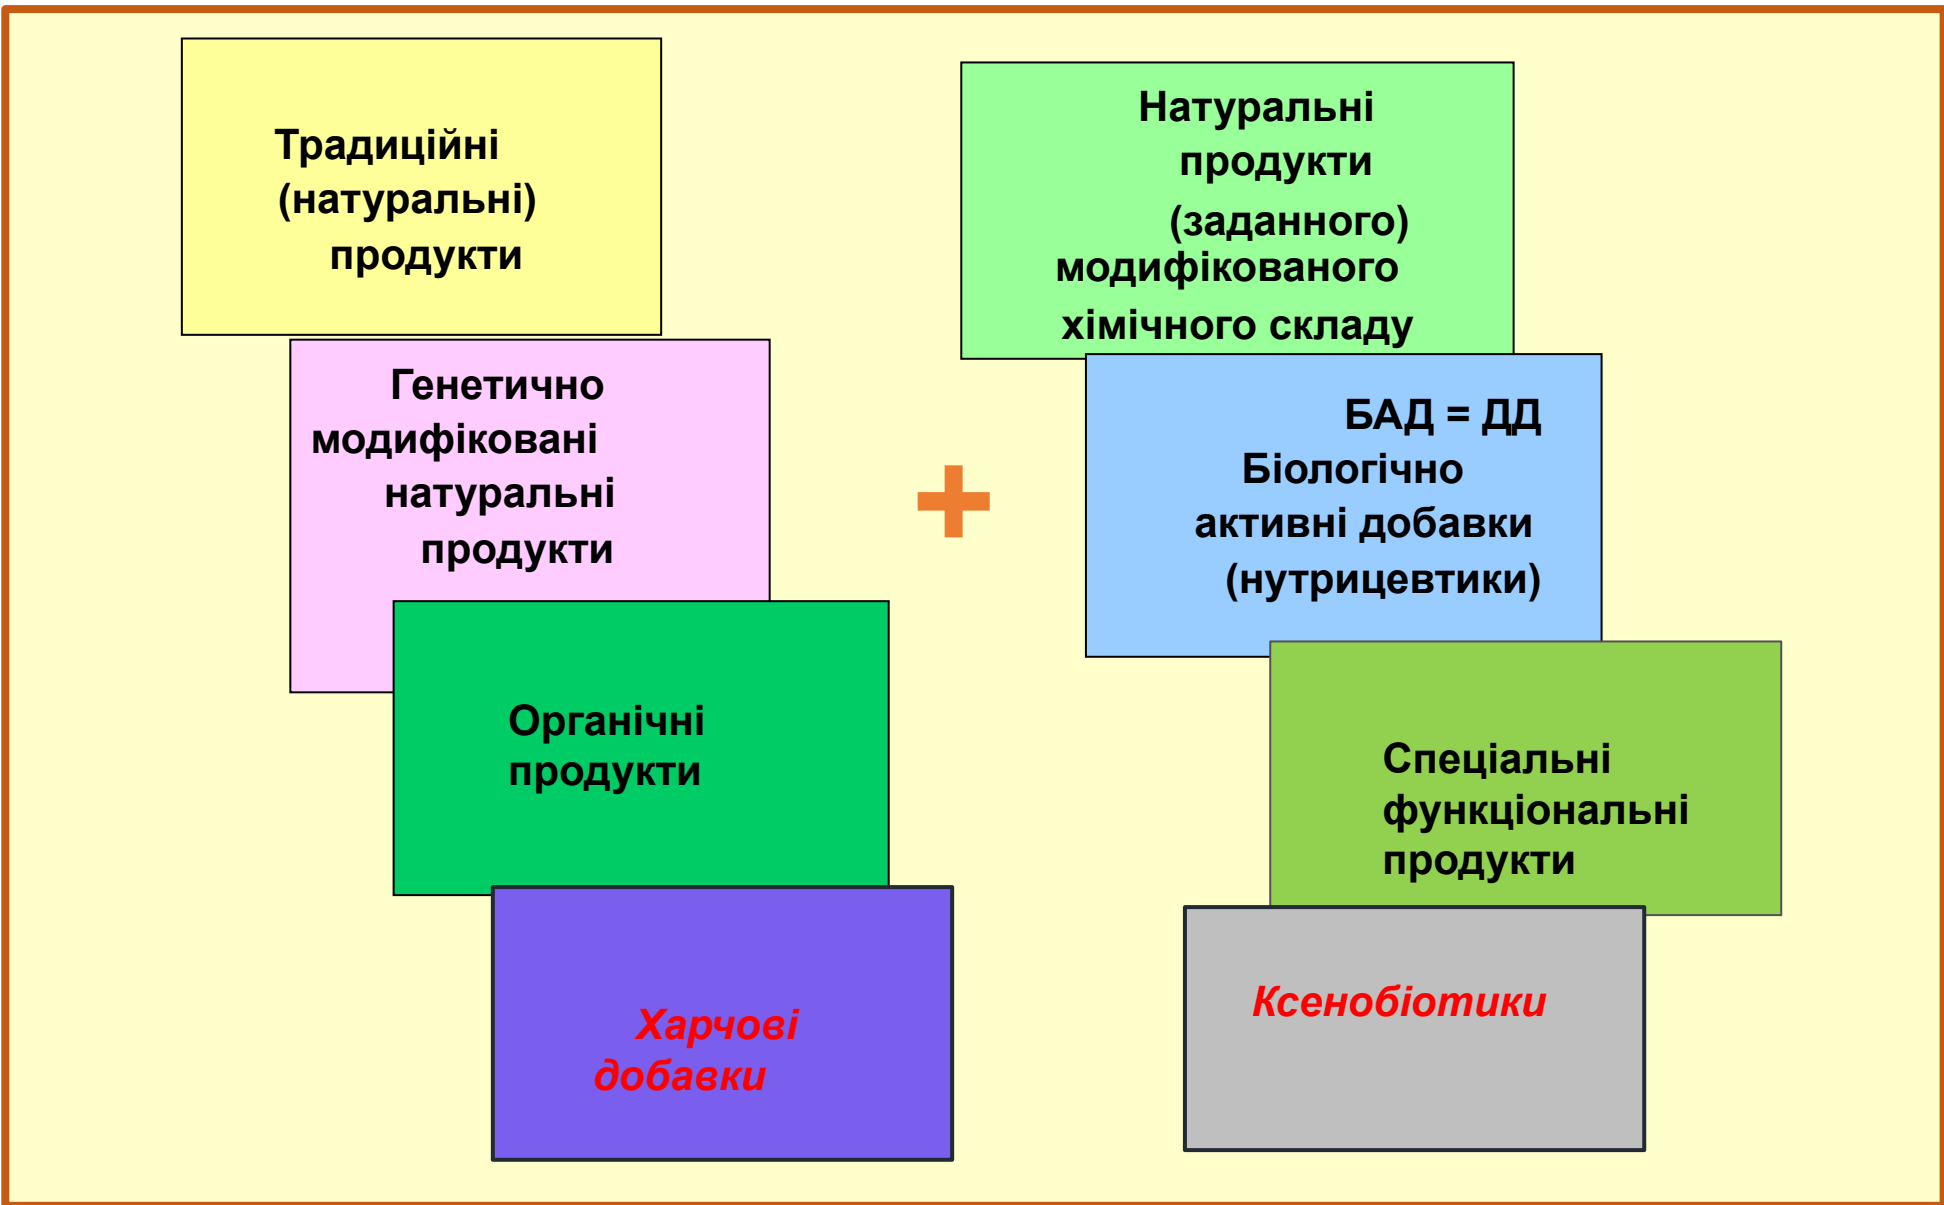 Традиційні
(натуральні)
продукти
Генетично
модифіковані
натуральні
продукти
Органічні
продукти
Харчові
добавки
+
Натуральні
продукти
(заданного)
модифікованого
хімічного складу
БАД = ДД
Біологічно
активні добавки
(нутрицевтики)
Спеціальні
функціональні
продукти
Ксенобіотики